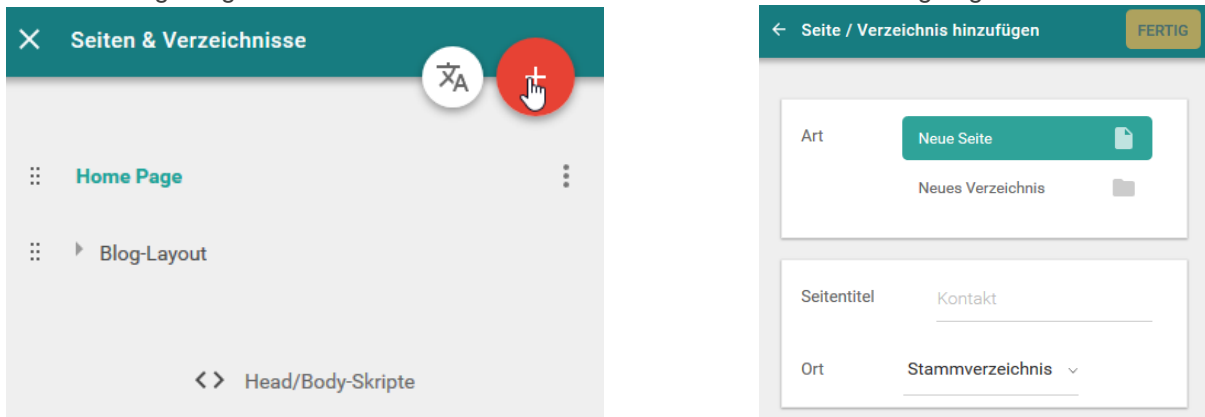 Seiten & Verzeichnisse
Home Page
Blog-Layout
Head/Body-Skripte
Seite / Verzeichnis hinzufügen
FERTIG
Art
Neue Seite
Neues Verzeichnis
Seitentitel
Kontakt
Ort
Stammverzeichnis